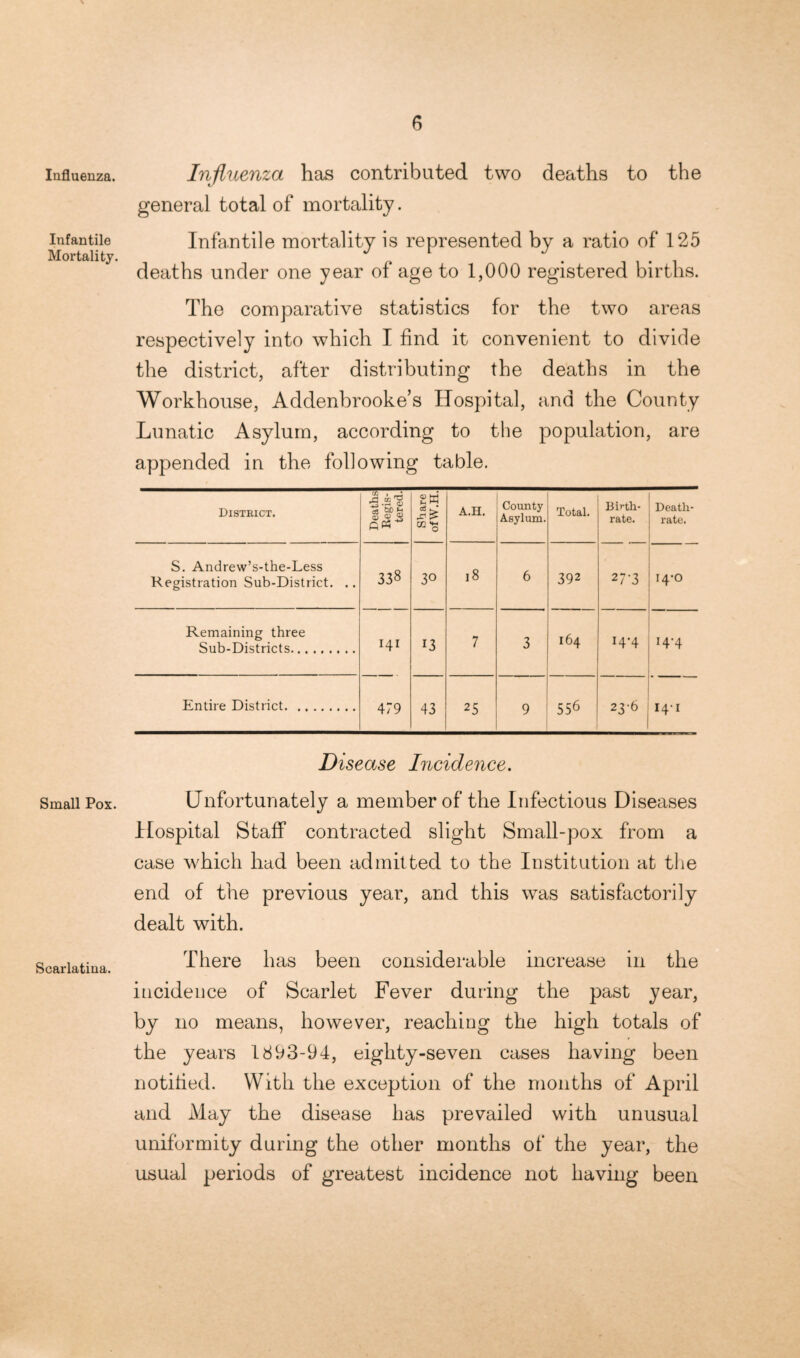 6
Influenza.
Influenza has contributed two deaths to the
general total of mortality.
Infantile
Mortality.
Infantile mortality is represented by a ratio of 125
deaths under one year of age to 1,000 registered births.
The comparative statistics for the two areas
respectively into which I find it convenient to divide
the district, after distributing the deaths in the
Workhouse, Addenbrooke's Hospital, and the County
Lunatic Asylum, according to the population, are
appended in the following table.
District. Deaths Regis- tered. Share of W.H. A.H. County Asylum. Total. Birth- rate. Death- rate.
S. Andrew's-the-Less
Registration Sub-District. .. 338 30 18 6 392 27·3 14·0
Remaining three
Sub-Districts......... 141 13 7 3 164 14·4 14·4
Entire District. ........ 479 43 25 9 556 23·6 14·1
Disease Incidence.
Small Pox.
Unfortunately a member of the Infectious Diseases
Hospital Staff contracted slight Small-pox from a
case which had been admitted to the Institution at the
end of the previous year, and this was satisfactorily
dealt with.
Scarlatina.
There has been considerable increase in the
incidence of Scarlet Fever during the past year,
by no means, however, reaching the high totals of
the years 1893-94, eighty-seven cases having been
notified. With the exception of the months of April
and May the disease has prevailed with unusual
uniformity during the other months of the year, the
usual periods of greatest incidence not having been